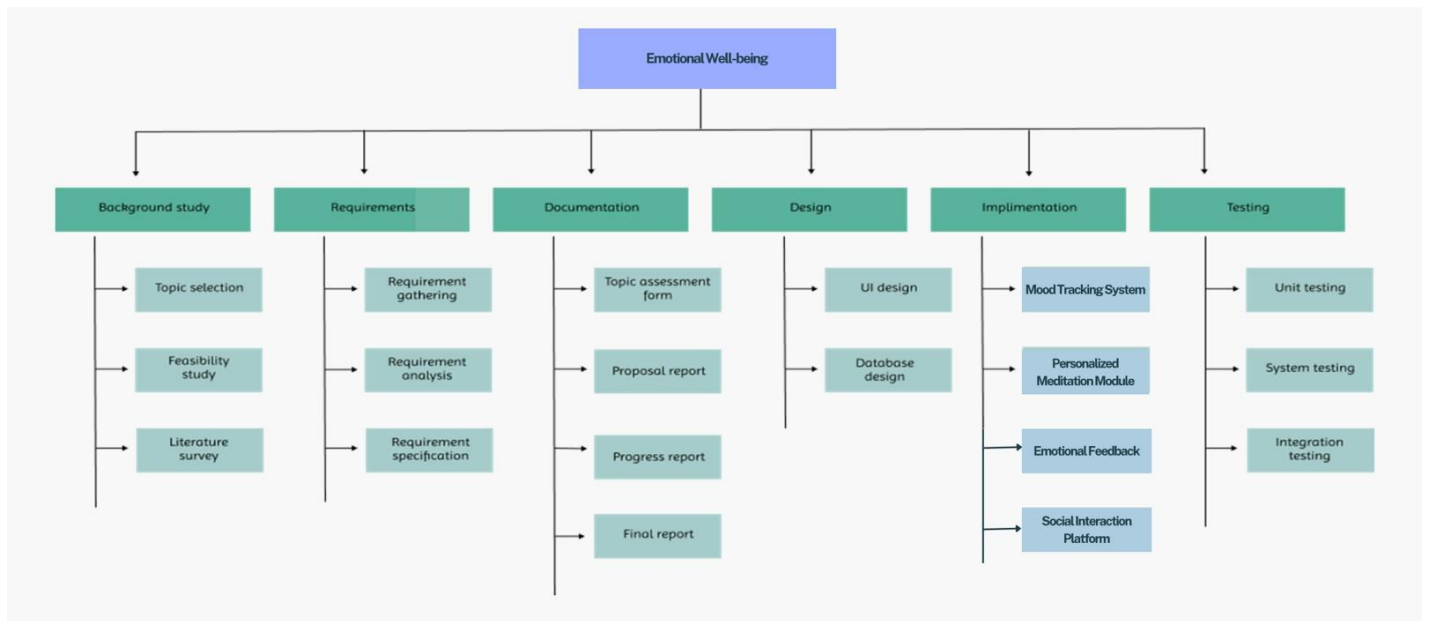 Emotional Well-being
Background study
Requirements
Documentation
Design
Implimentation
Testing
Topic selection
Feasibility
study
Literature
survey
Requirement
gathering
Requirement
analysis
Requirement
specification
Topic assessment
form
Proposal report
Progress report
Final report
UI design
Database
design
Mood Tracking System
Personalized
Meditation Module
Emotional Feedback
Social Interaction
Platform
Unit testing
System testing
Integration
testing